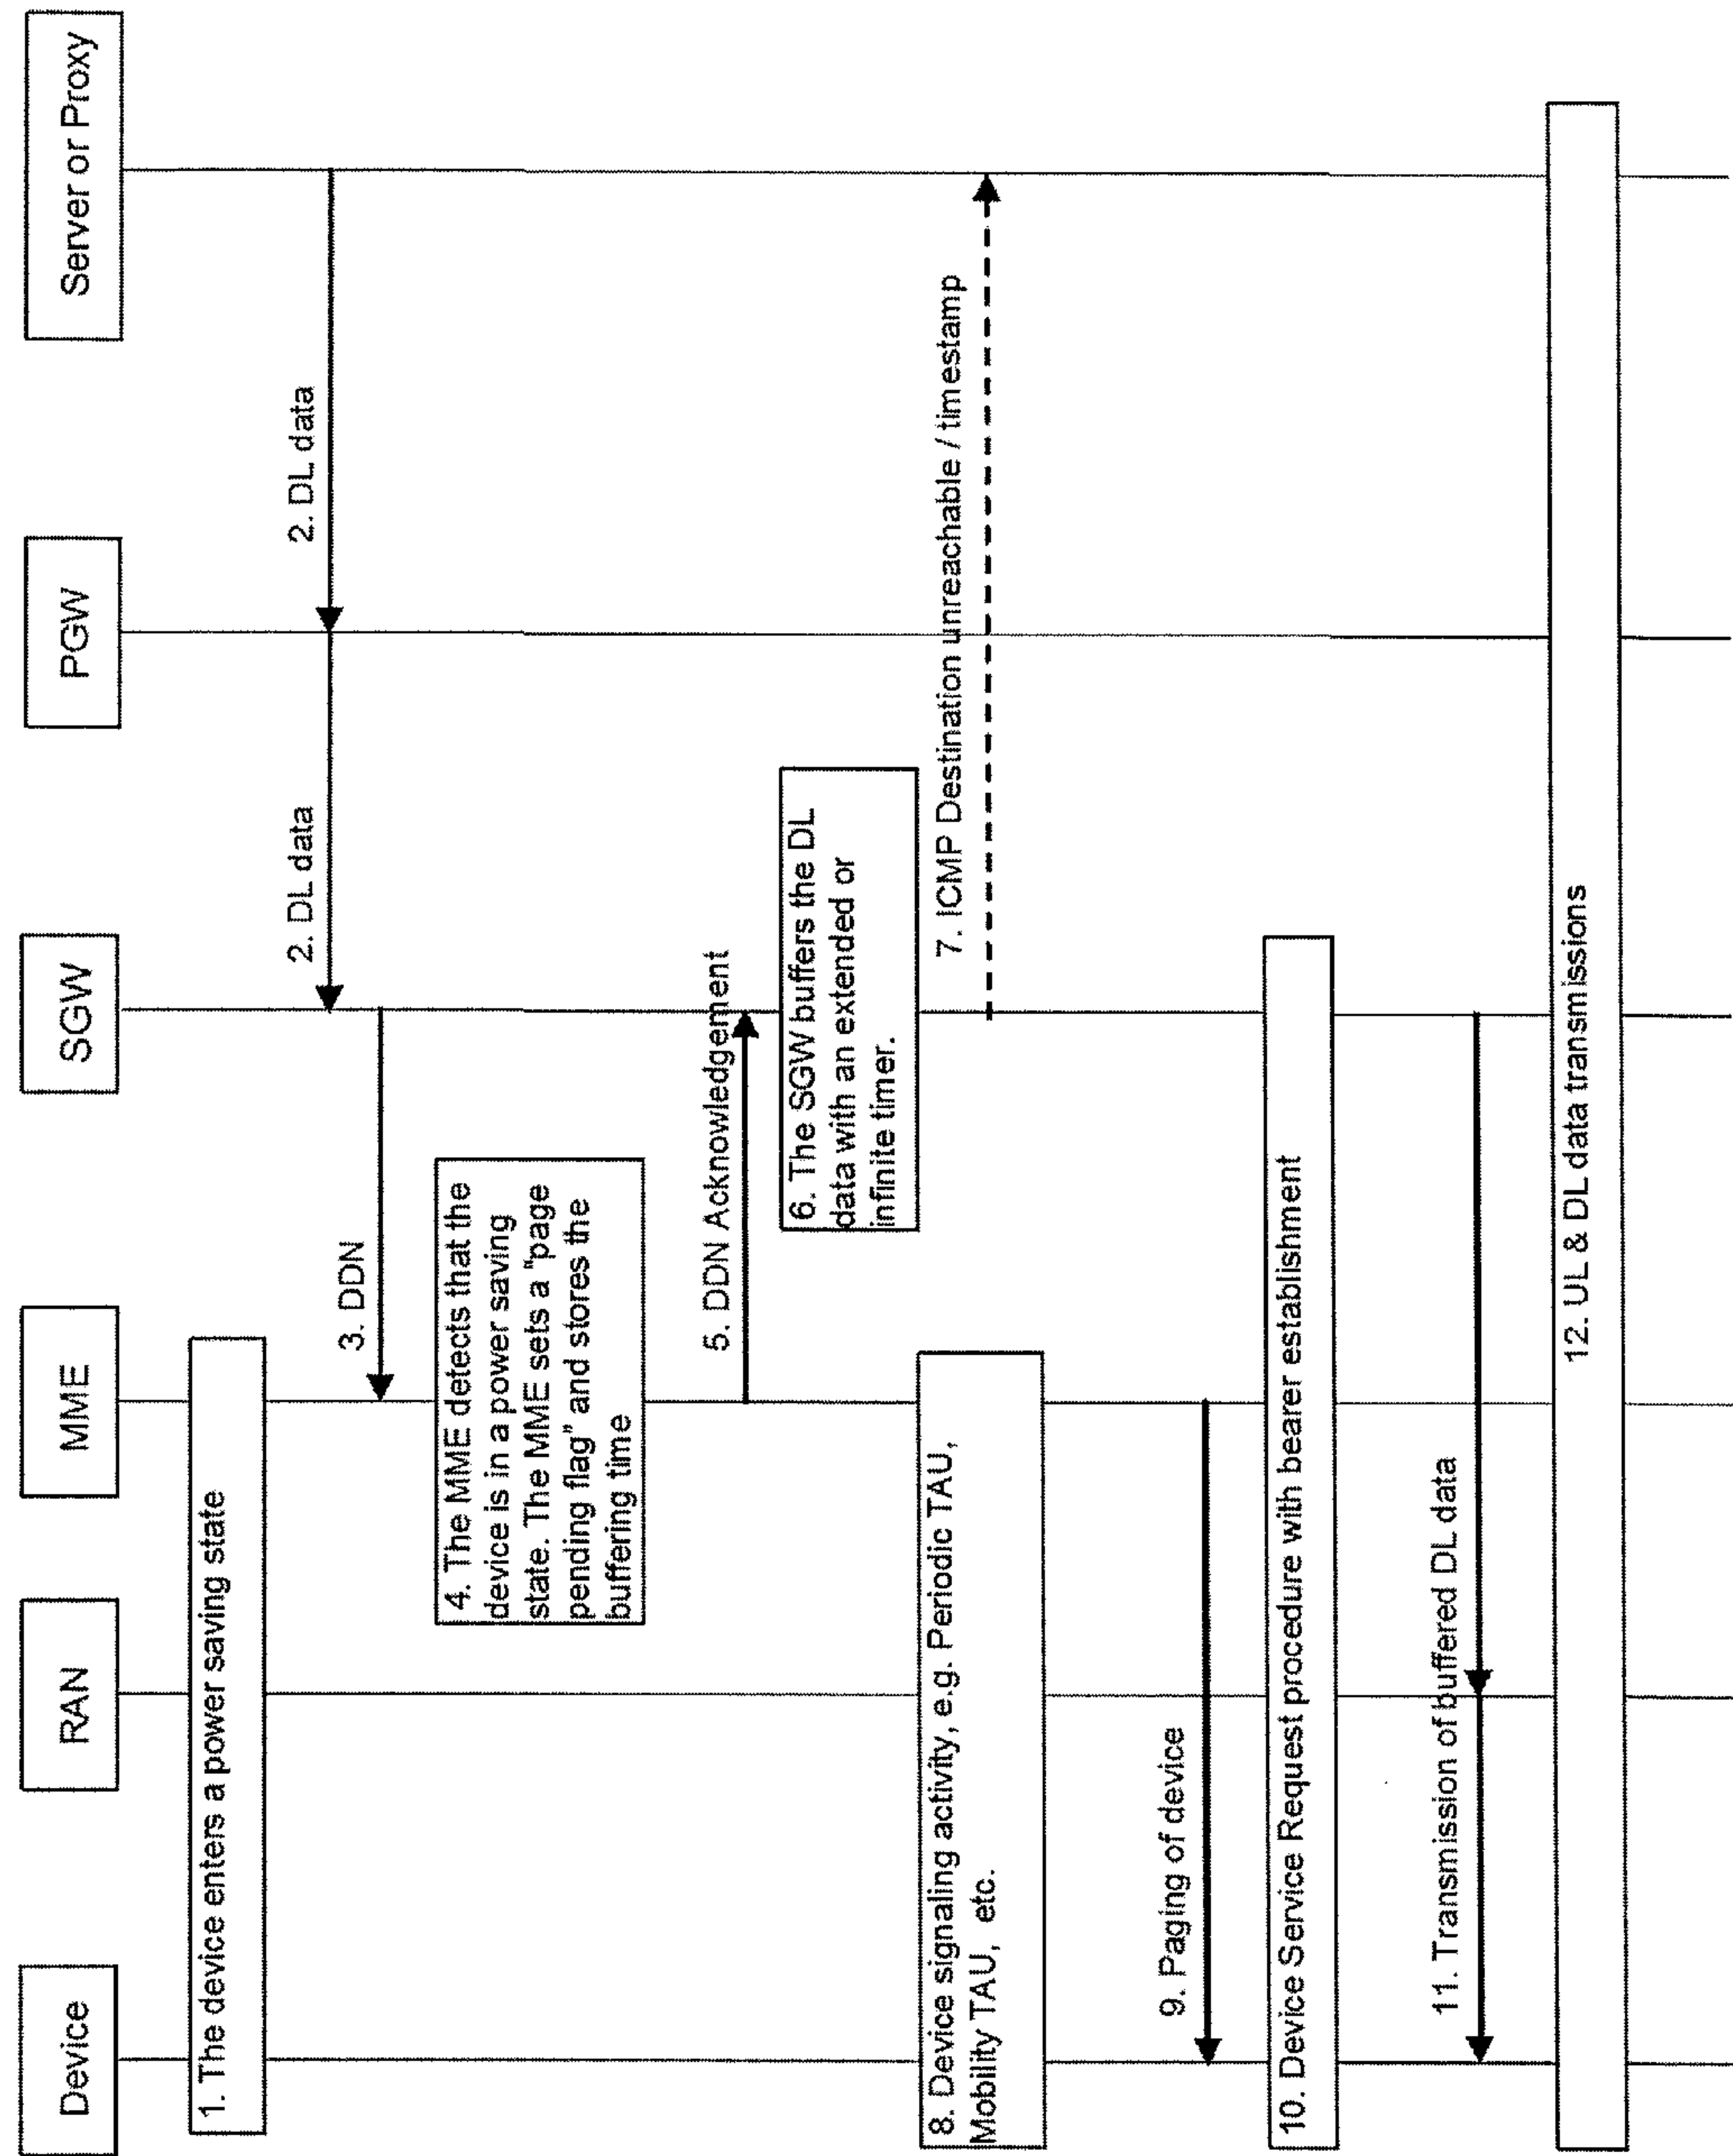 Device
RAN
MME
SGW
PGW
Server or Proxy
1. The device enters a power saving state
2. DL data
2. DL data
3. DDN
4. The MME detects that the
device is in a power saving
state. The MME sets a "page
pending flag" and stores the
buffering time
5. DDN Acknowledgement
6. The SGW buffers the DL
data with an extended or
infinite timer.
7. ICMP Destination unreachable / timestamp
8. Device signaling activity, e.g. Periodic TAU,
Mobility TAU, etc.
9. Paging of device
10. Device Service Request procedure with bearer establishment
11. Transmission of buffered DL data
12. UL & DL data transmissions